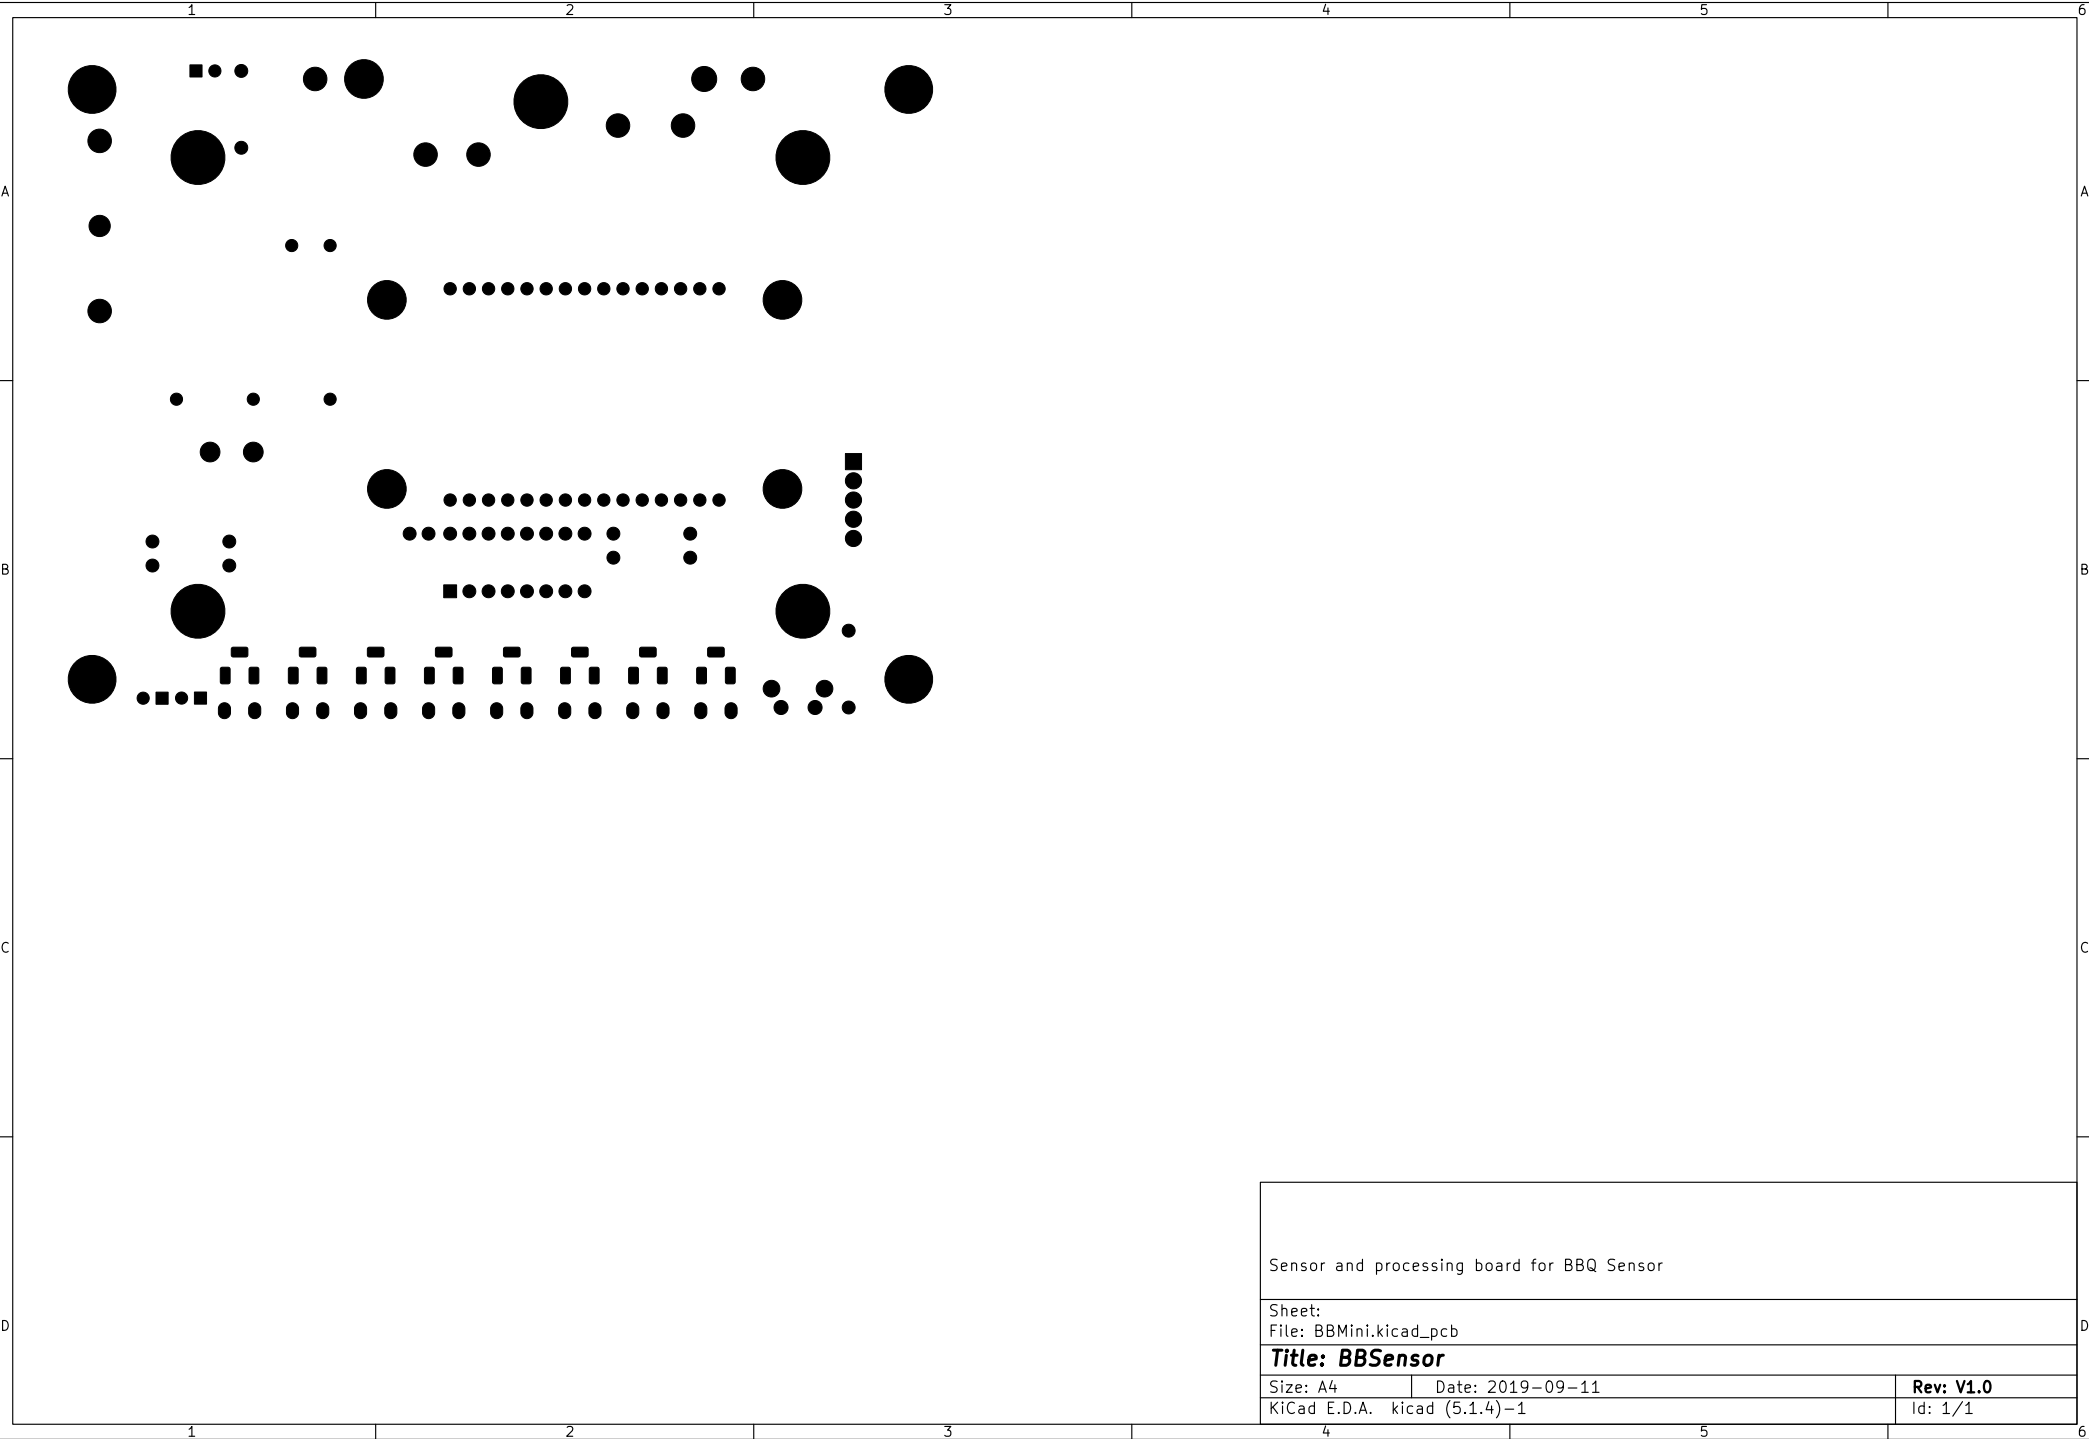 1 2 3 4 5 6
A A
B B
C C
Sensor and processing board for BBQ Sensor
Sheet:
D D
File: BBMini.kicad_pcb
Title: BBSensor
Size: A4 Date: 2019-09-11 Rev: V1.0
KiCad E.D.A. kicad (5.1.4)-1 Id: 1/1
1 2 3 4 5 6